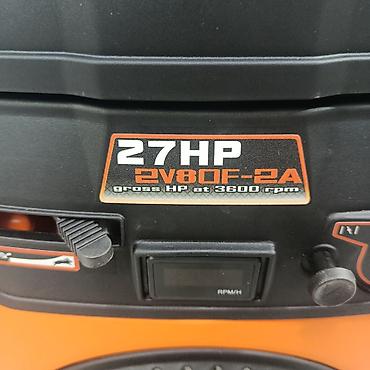 27HP
2V80F-2A
gross HP at 3600 rpm
RPM/H